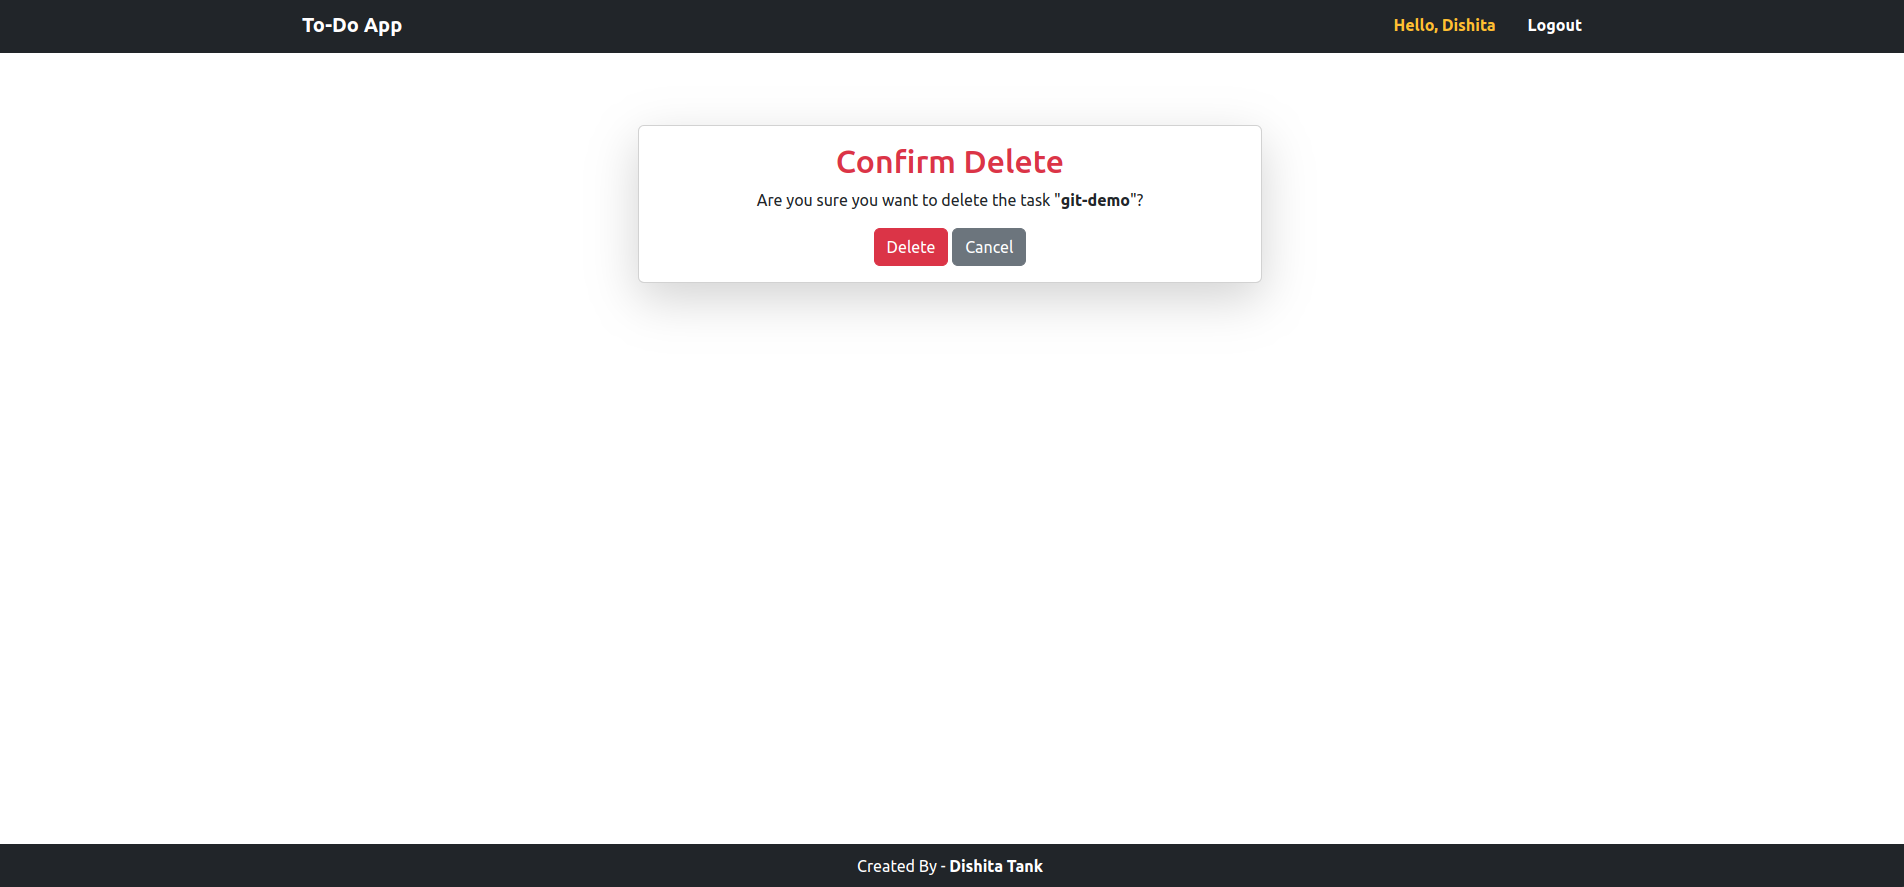 To-Do App Hello, Dishita Logout
Confirm Delete
Are you sure you want to delete the task "git-demo"?
Delete Cancel
Created By - Dishita Tank